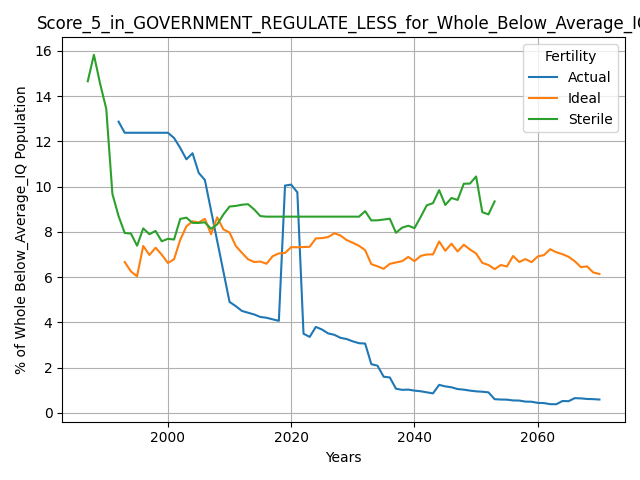 Score_5_in_GOVERNMENT_REGULATE_LESS_for_Whole_Below_Average_IQ
Fertility
Actual
Ideal
Sterile
% of Whole Below_Average_IQ Population
16
14
12
10
8
6
4
2
0
2000 2020 2040 2060
Years